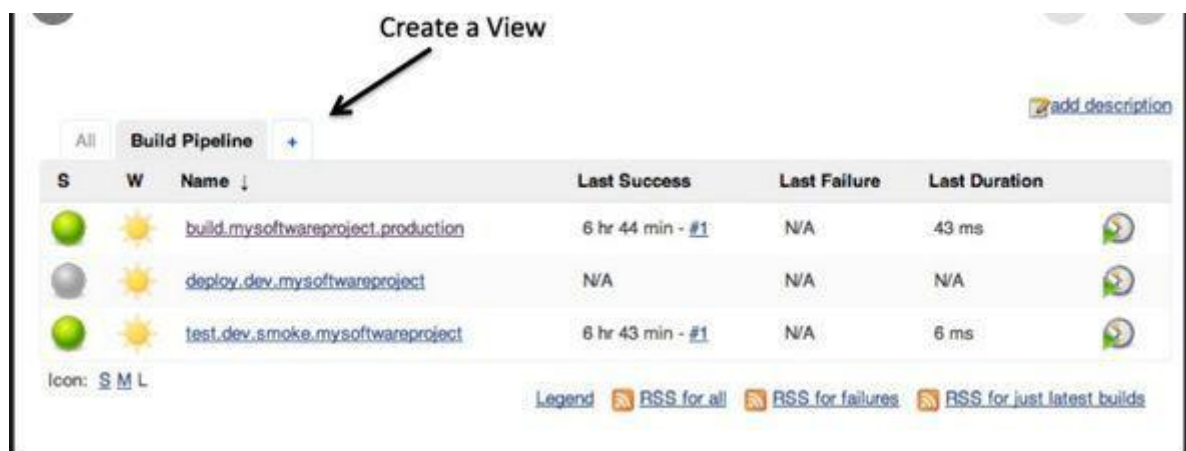 Create a View
add description
All Build Pipeline +
S W Name ↓ Last Success Last Failure Last Duration
build.mysoftwareproject.production 6 hr 44 min - #1 N/A 43 ms
deploy.dev.mysoftwareproject N/A N/A N/A
test.dev.smoke.mysoftwareproject 6 hr 43 min - #1 N/A 6 ms
Icon: S M L
Legend RSS for all RSS for failures RSS for just latest builds